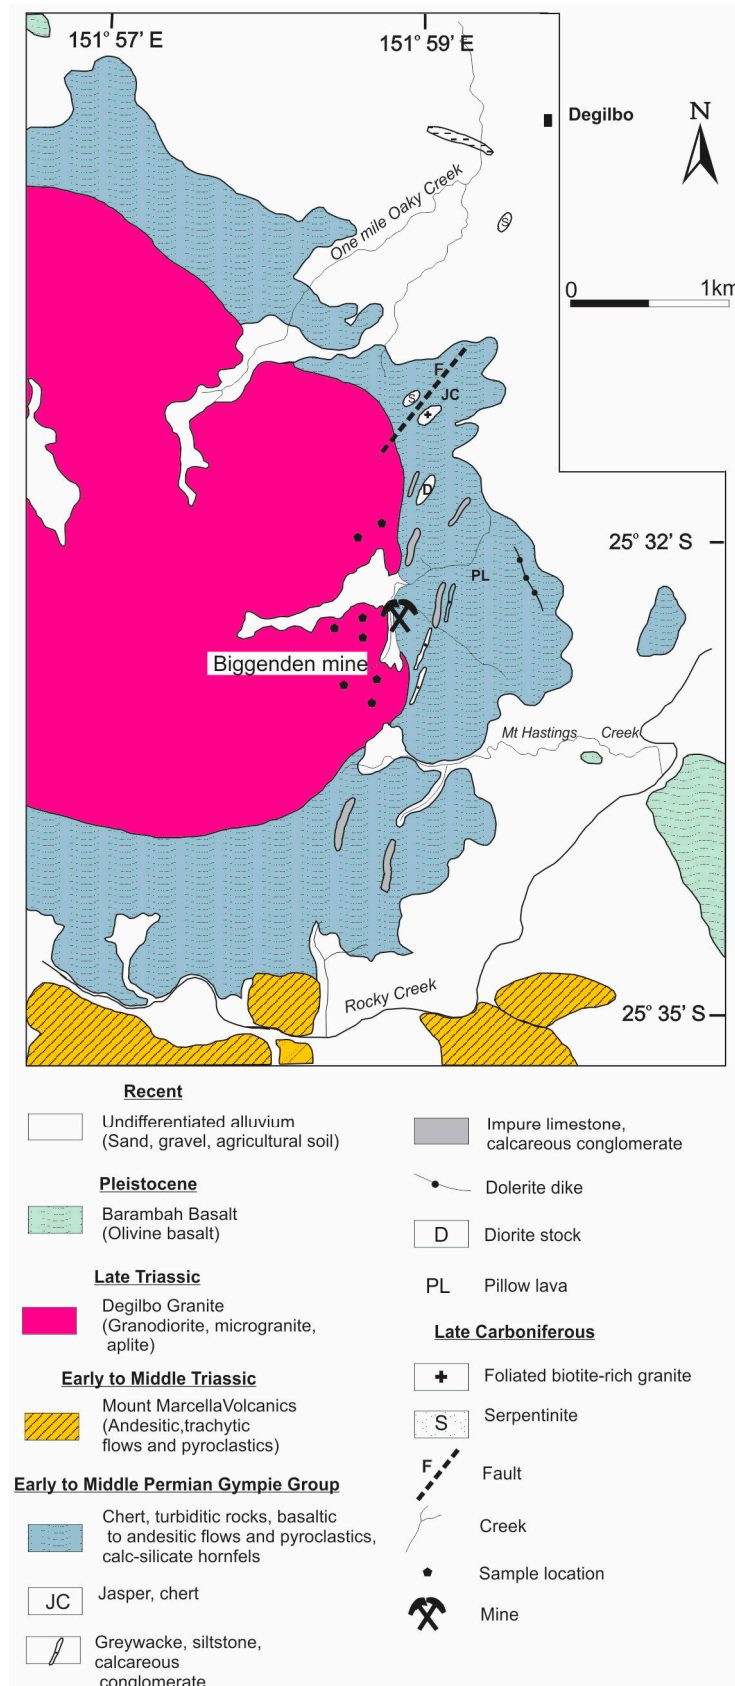 151° 57’ E
151° 59’ E
Degilbo
N
One mile Oaky Creek
S
0
1km
F
S
JC
D
25° 32’ S
PL
Biggenden mine
Mt Hastings Creek
Rocky Creek
25° 35’ S
Recent
Undifferentiated alluvium
(Sand, gravel, agricultural soil)
Pleistocene
Barambah Basalt
(Olivine basalt)
Late Triassic
Degilbo Granite
(Granodiorite, microgranite,
aplite)
Early to Middle Triassic
Mount MarcellaVolcanics
(Andesitic,trachytic
flows and pyroclastics)
Early to Middle Permian Gympie Group
Chert, turbiditic rocks, basaltic
to andesitic flows and pyroclastics,
calc-silicate hornfels
JC
Jasper, chert
Greywacke, siltstone,
calcareous
conglomerate
Impure limestone,
calcareous conglomerate
Dolerite dike
D
Diorite stock
PL
Pillow lava
Late Carboniferous
Foliated biotite-rich granite
S
Serpentinite
F
Fault
Creek
Sample location
Mine